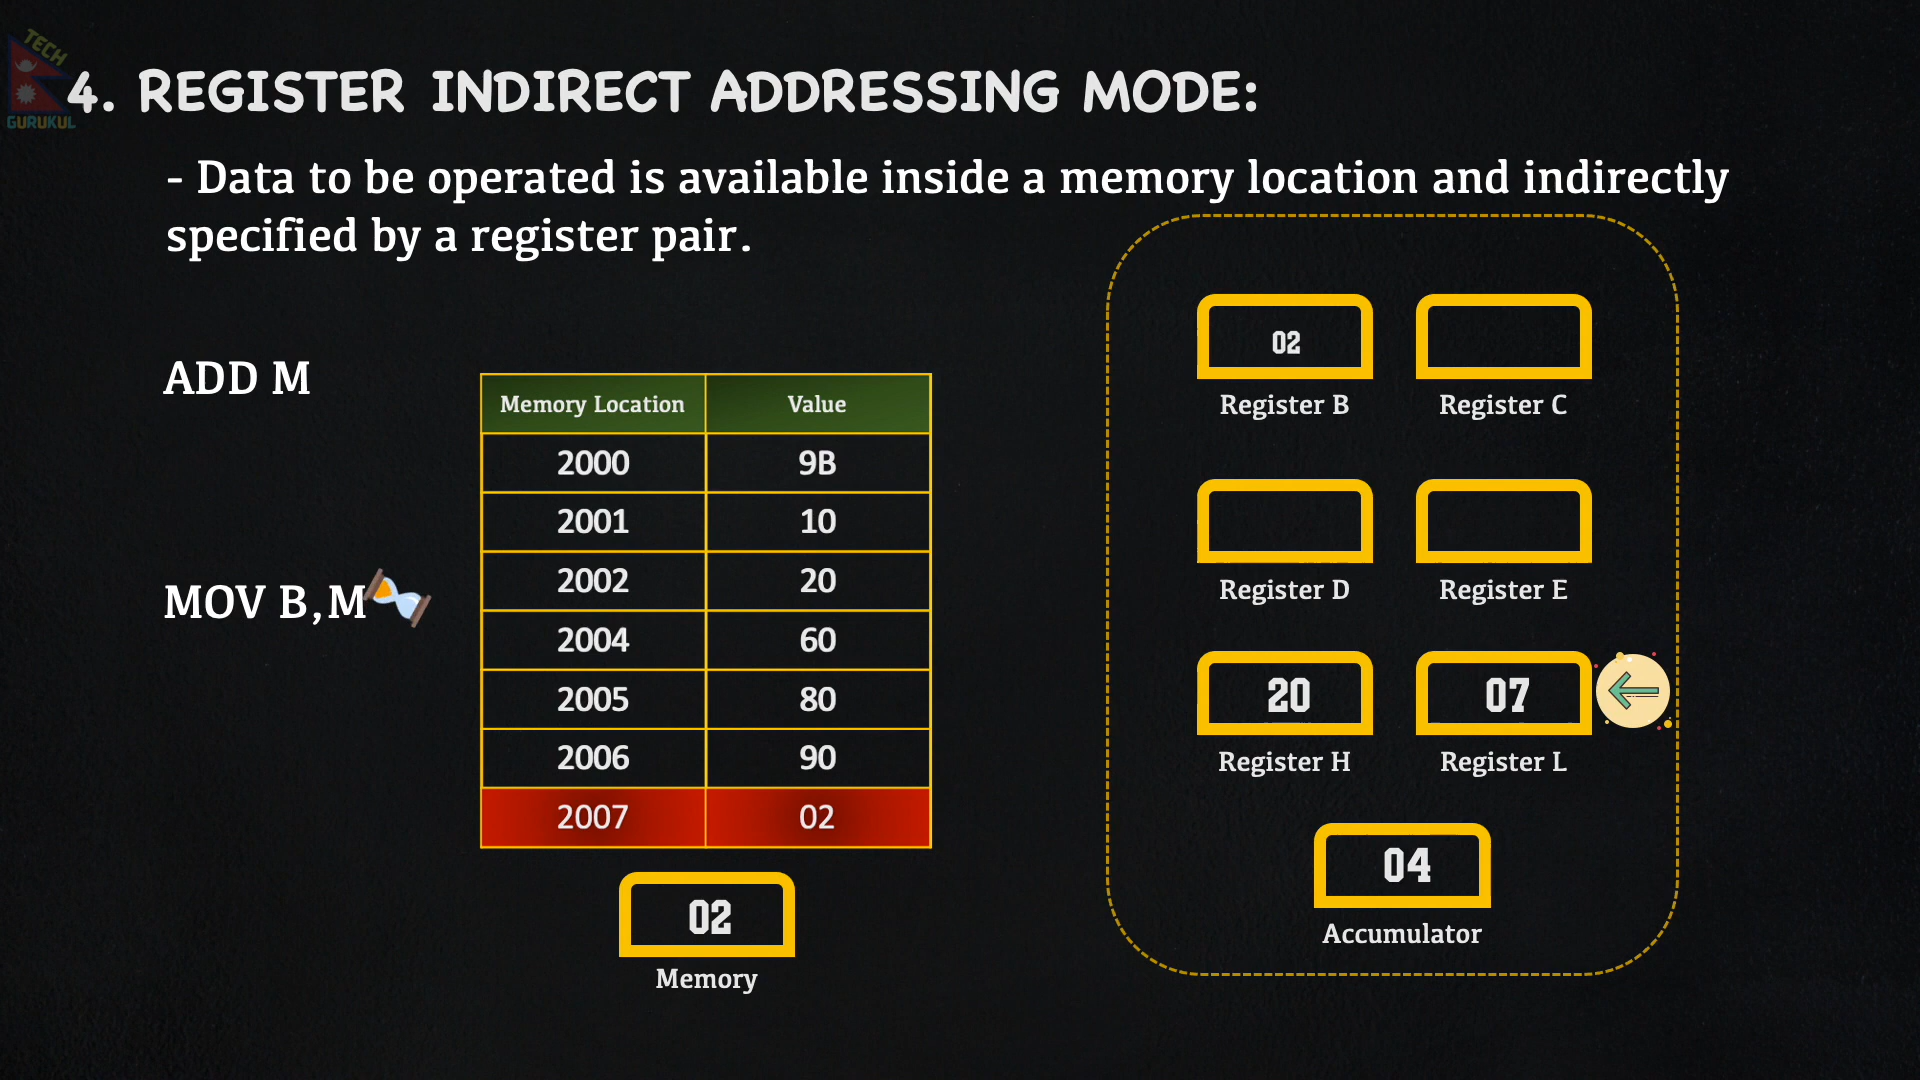 TECH
GURUKUL
4. REGISTER INDIRECT ADDRESSING MODE:
- Data to be operated is available inside a memory location and indirectly
specified by a register pair.
ADD M
MOV B,M
Memory Location Value
2000 9B
2001 10
2002 20
2004 60
2005 80
2006 90
2007 02
02
Memory
02
Register B Register C
Register D Register E
20 07
Register H Register L
04
Accumulator